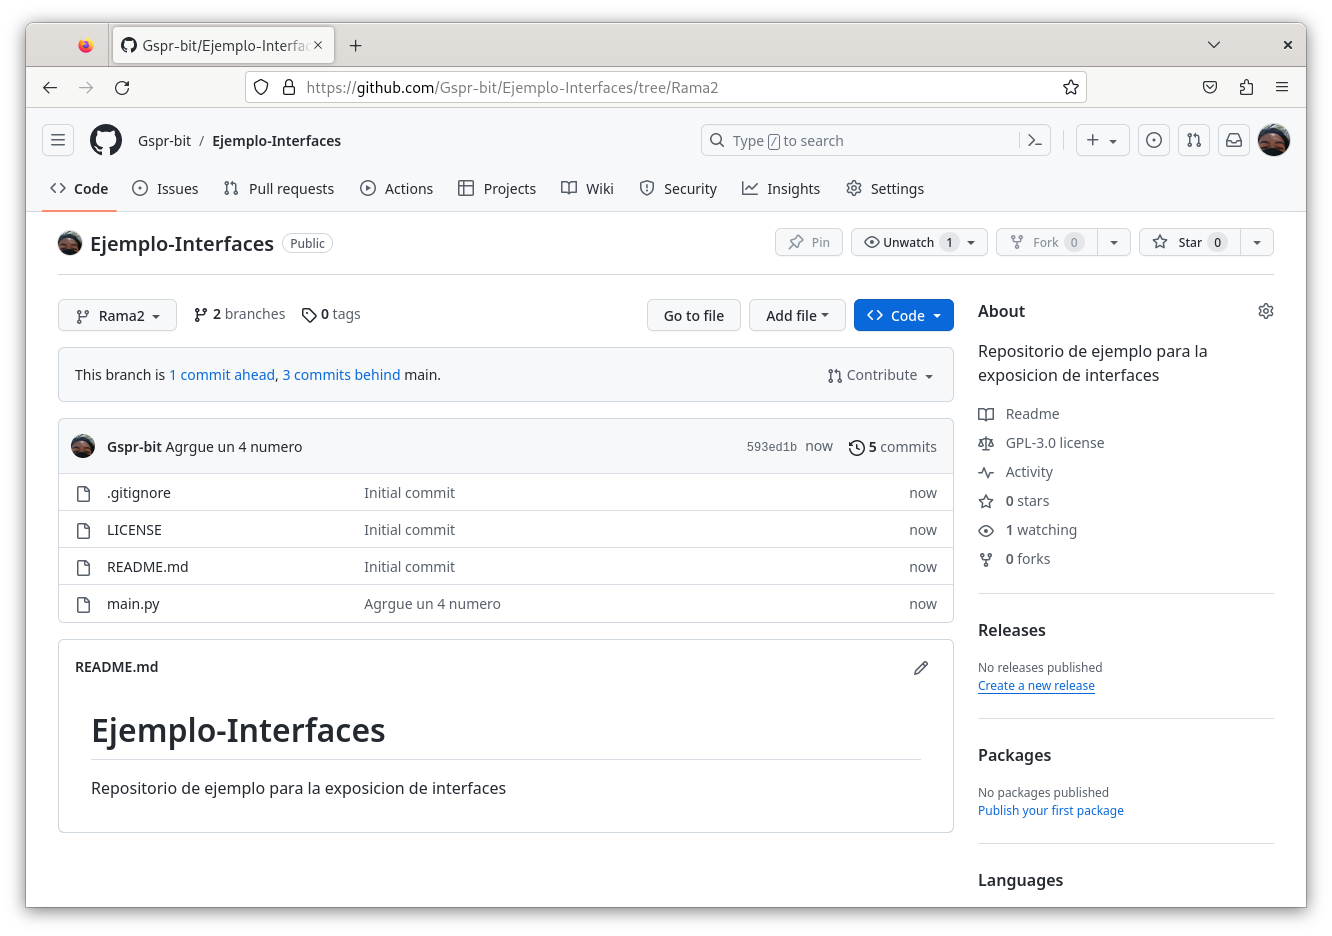 Gspr-bit/Ejemplo-Interfac
https://github.com/Gspr-bit/Ejemplo-Interfaces/tree/Rama2
Gspr-bit / Ejemplo-Interfaces
Type / to search
Code
Issues
Pull requests
Actions
Projects
Wiki
Security
Insights
Settings
Ejemplo-Interfaces Public
Pin
Unwatch 1
Fork 0
Star 0
Rama2
2 branches
0 tags
Go to file
Add file
Code
This branch is 1 commit ahead, 3 commits behind main.
Contribute
Gspr-bit Agrgue un 4 numero 593ed1b now 5 commits
.gitignore Initial commit now
LICENSE Initial commit now
README.md Initial commit now
main.py Agrgue un 4 numero now
README.md
Ejemplo-Interfaces
Repositorio de ejemplo para la exposicion de interfaces
About
Repositorio de ejemplo para la
exposicion de interfaces
Readme
GPL-3.0 license
Activity
0 stars
1 watching
0 forks
Releases
No releases published
Create a new release
Packages
No packages published
Publish your first package
Languages